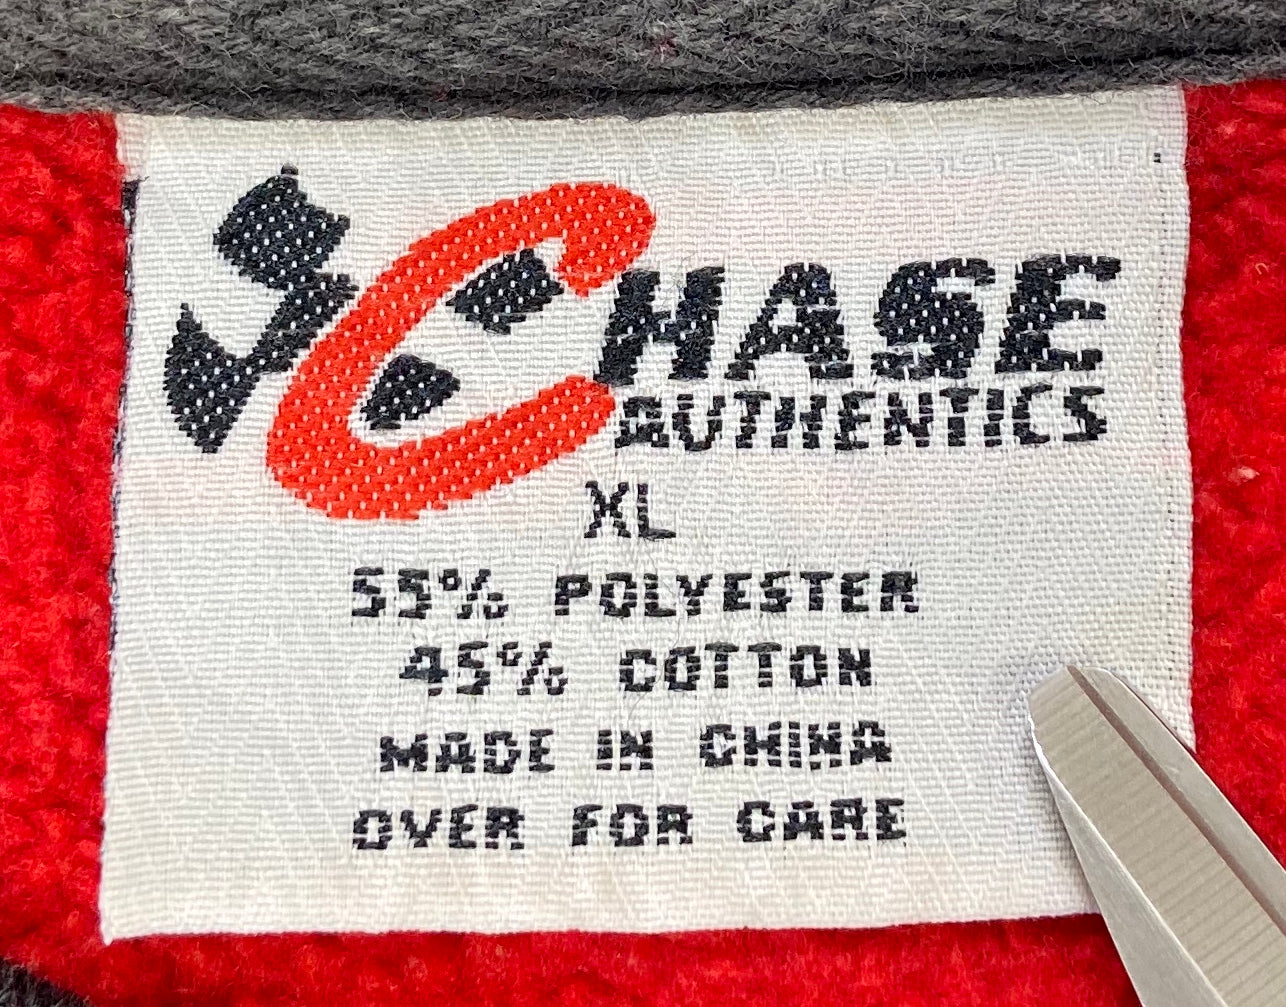 CHASE
AUTHENTICS
XL
55% POLYESTER
45% COTTON
MADE IN CHINA
OVER FOR CARE